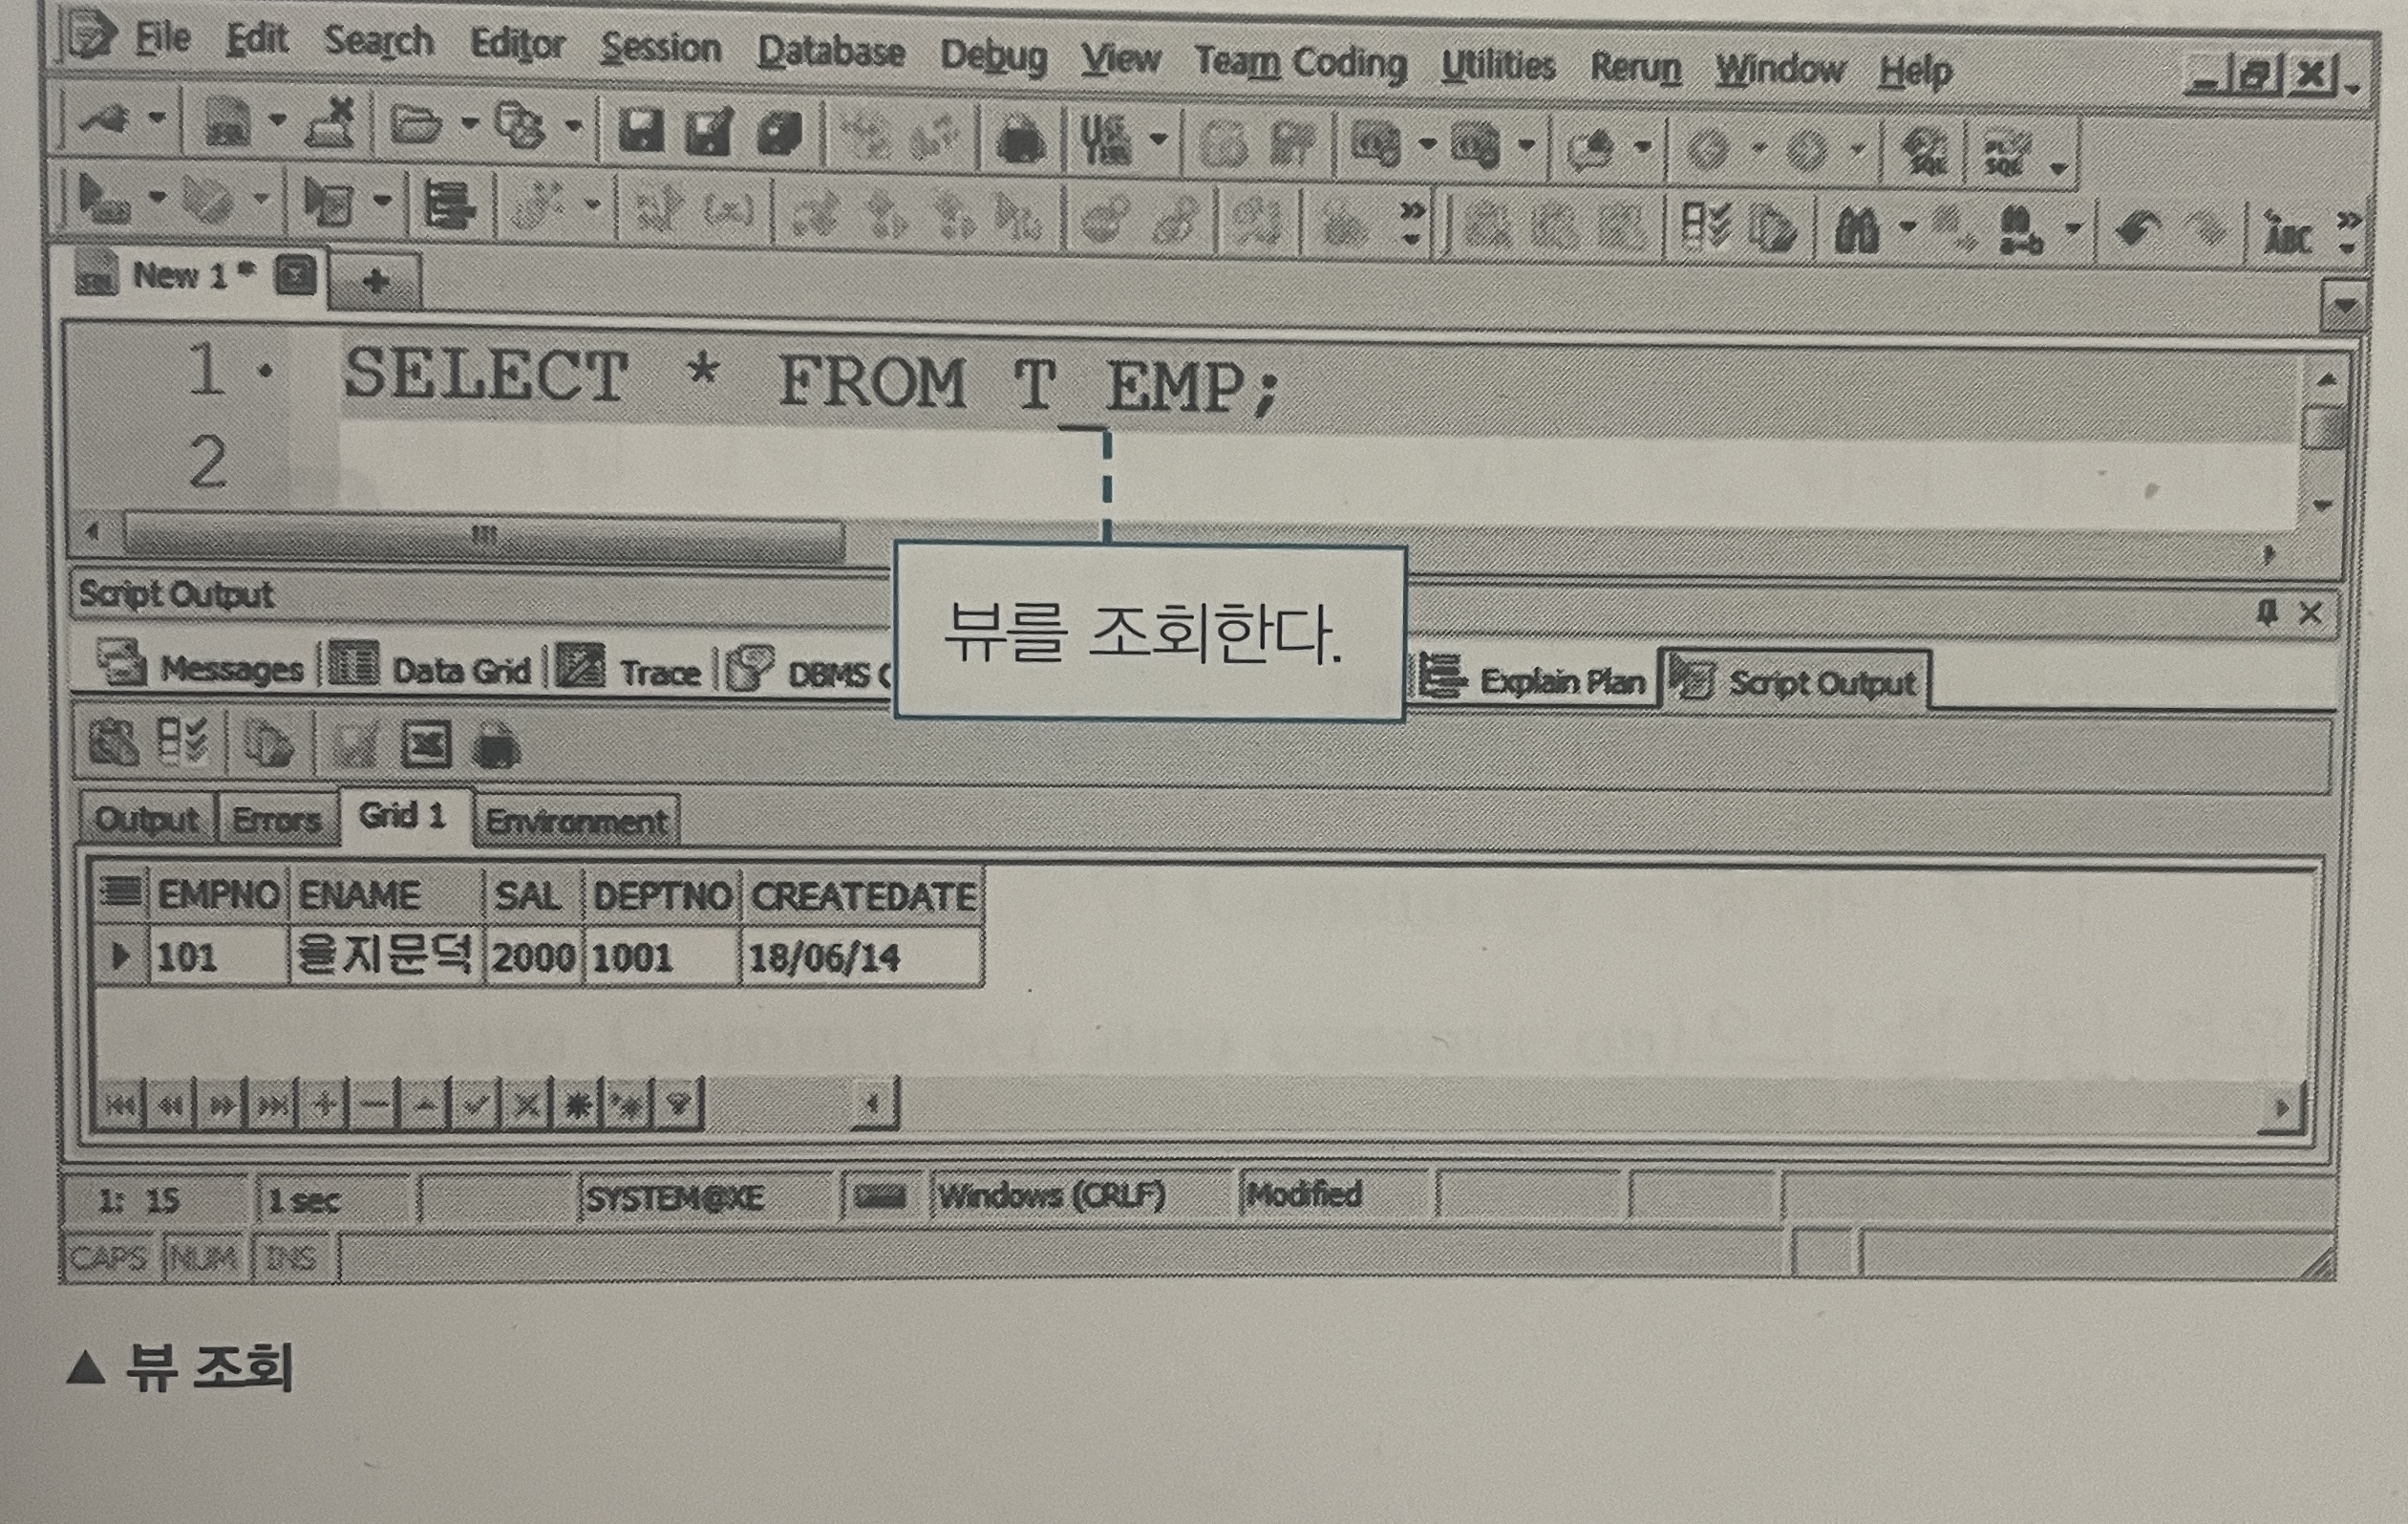 File Edit Search Editor Session Database Debug View Team Coding Utilities Rerun Window Help
New 1 *
1 SELECT * FROM T_EMP;
2
뷰를 조회한다.
Script Output
Messages Data Grid Trace DBMS Explain Plan Script Output
Output Errors Grid 1 Environment
EMPNO ENAME SAL DEPTNO CREATEDATE
101 을지문덕 2000 1001 18/06/14
1: 15 1 sec SYSTEM@XE Windows (CRLF) Modified
CAPS NUM INS
▲ 뷰 조회